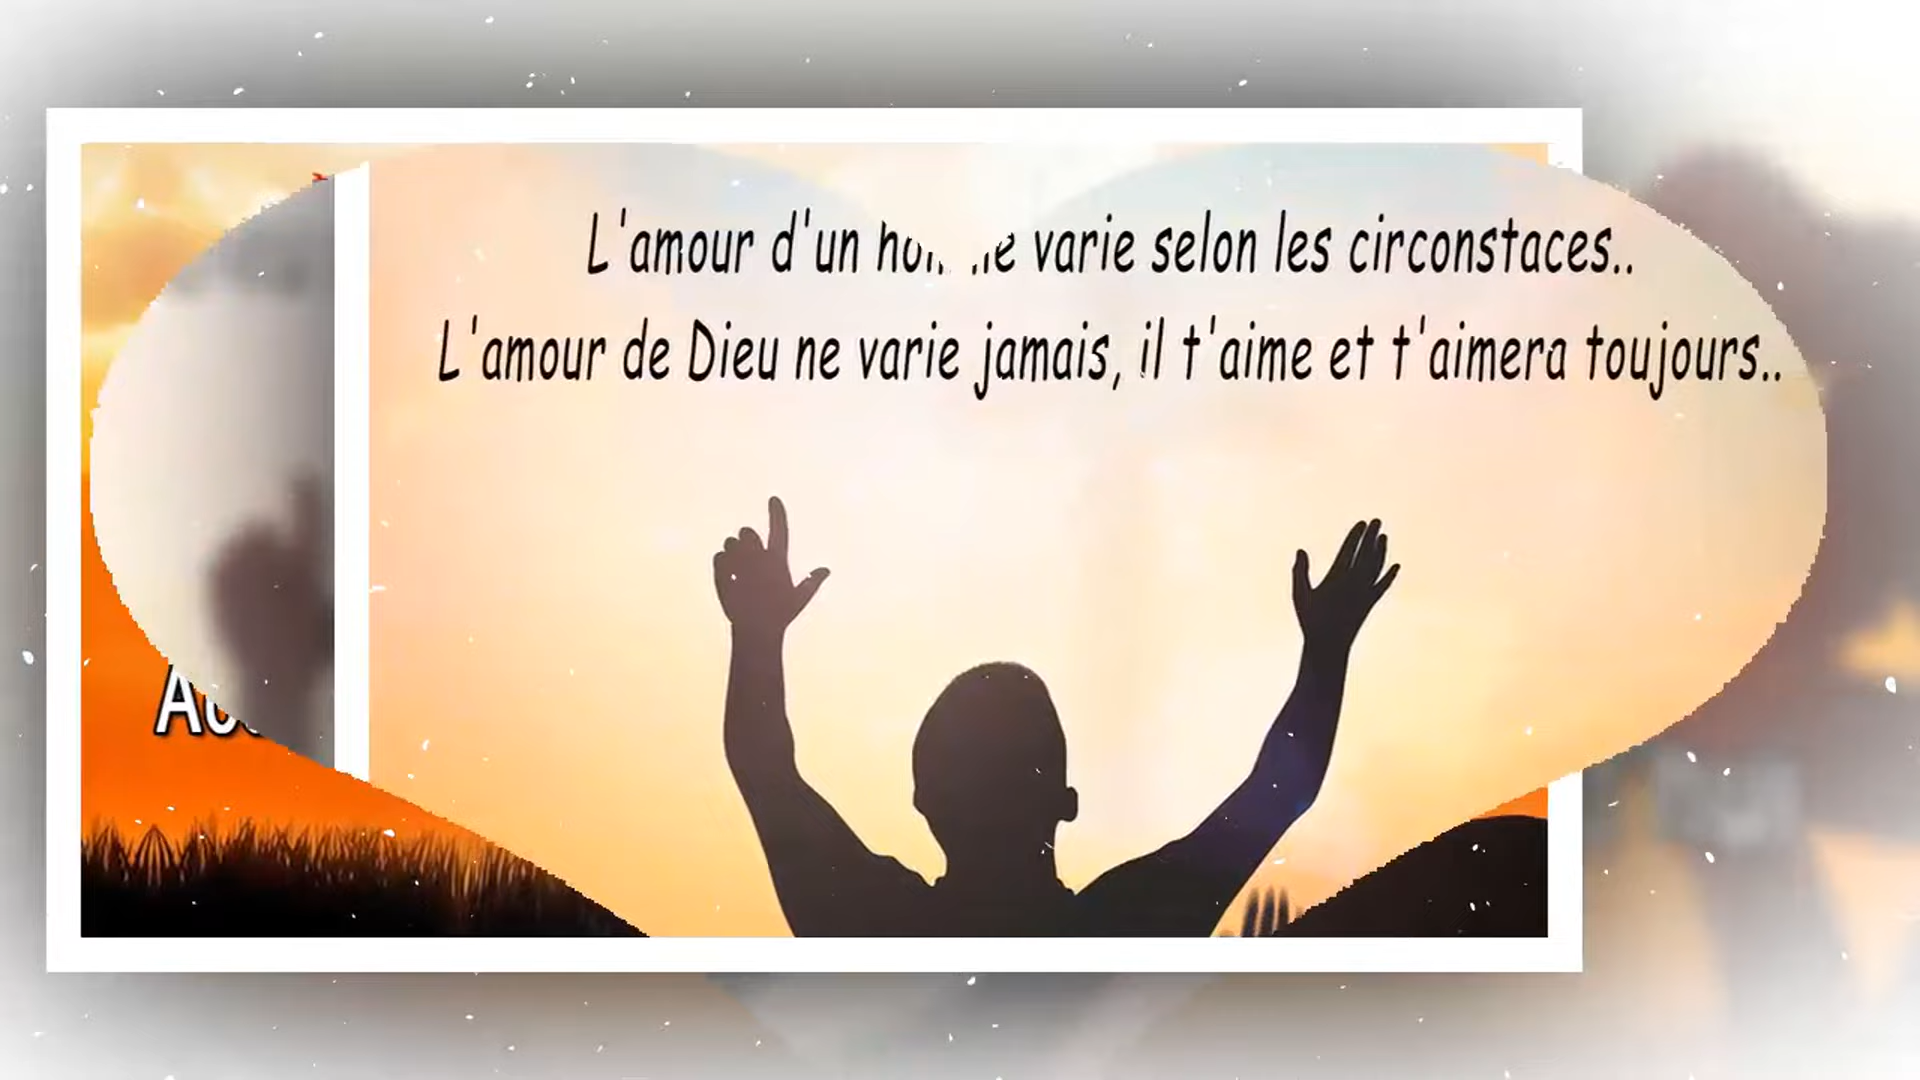 L'amour d'un varie selon les circonstaces..
L'amour de Dieu ne varie jamais, il t'aime et t'aimera toujours..